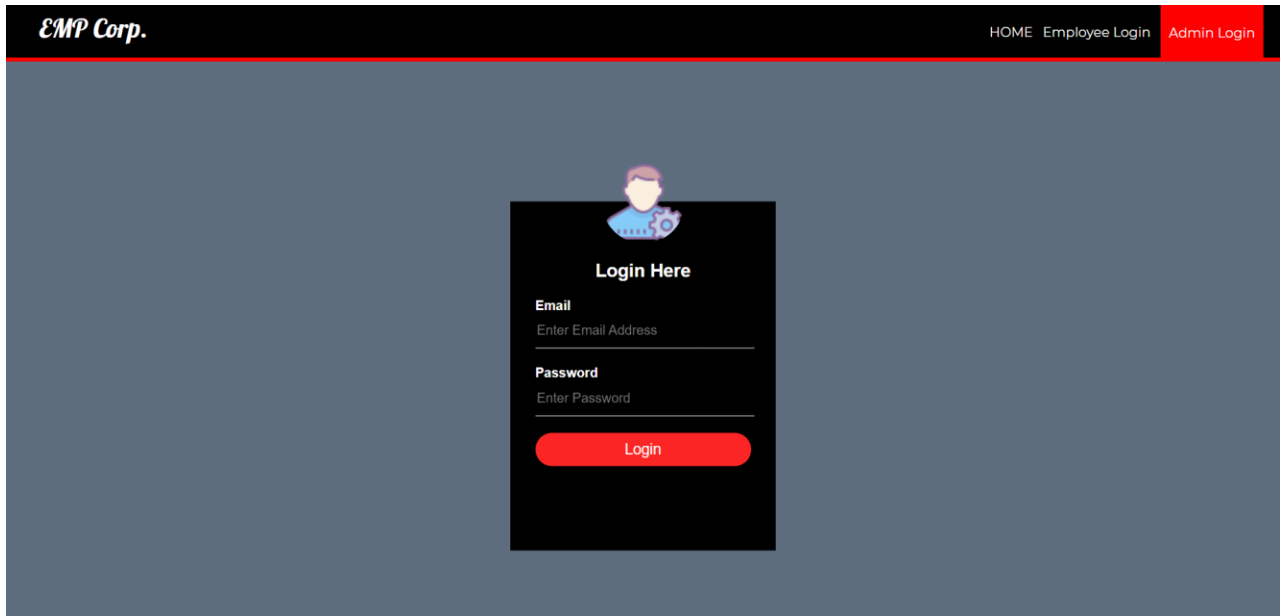 EMP Corp.
HOME Employee Login Admin Login
Login Here
Email
Enter Email Address
Password
Enter Password
Login